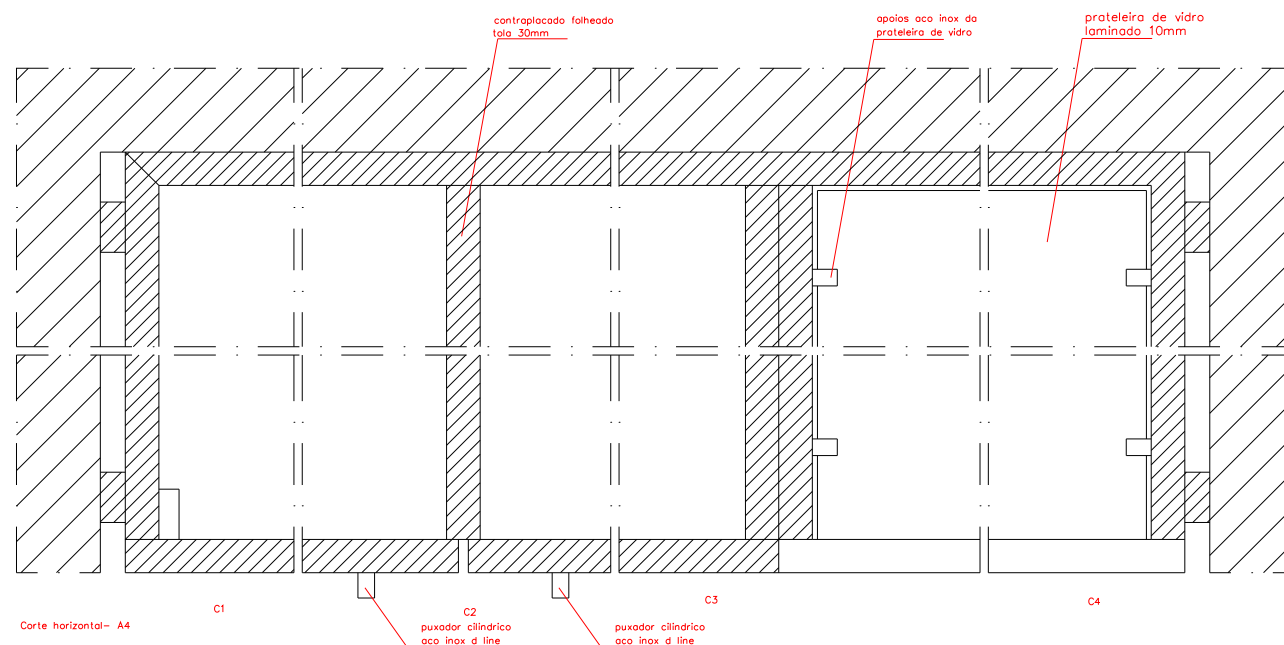 contraplacado folheado
tola 30mm
apoios aco inox da
prateleira de vidro
prateleira de vidro
laminado 10mm
C1
C2
C3
C4
Corte horizontal- A4
puxador cilíndrico
aco inox d line
puxador cilíndrico
aco inox d line